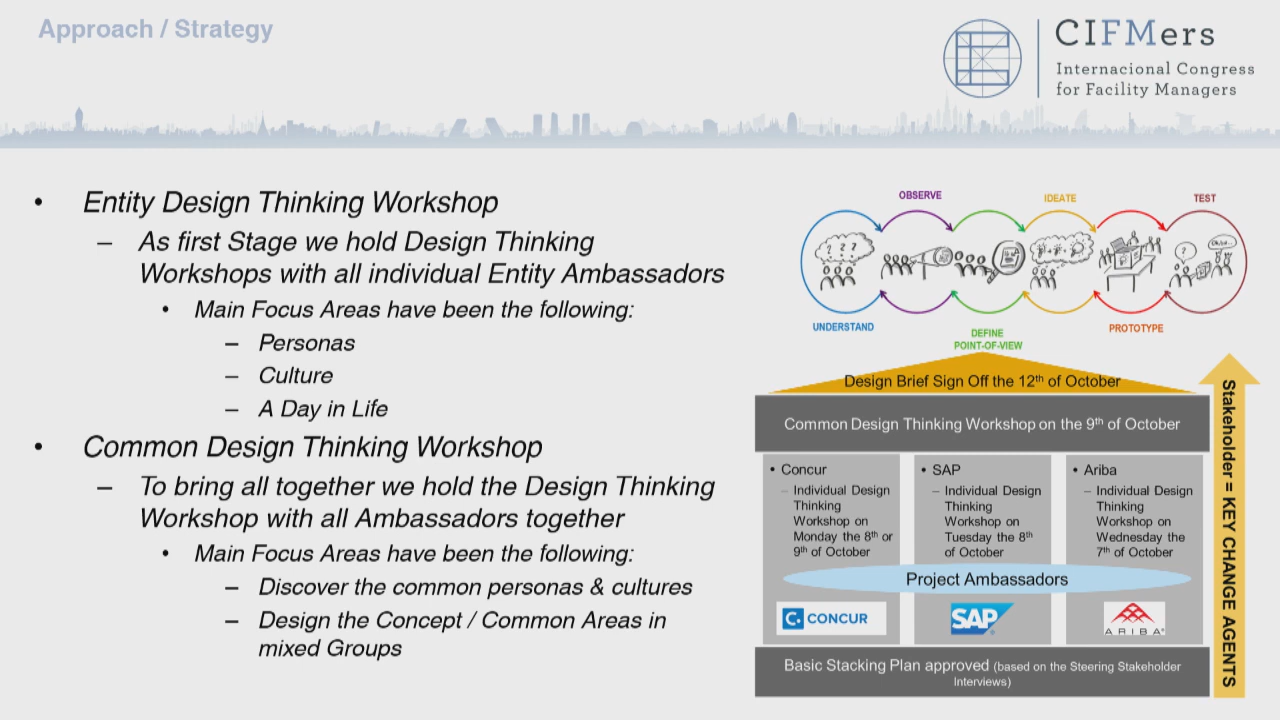 Approach / Strategy
CIFMers
Internacional Congress
for Facility Managers
• Entity Design Thinking Workshop
– As first Stage we hold Design Thinking
Workshops with all individual Entity Ambassadors
• Main Focus Areas have been the following:
– Personas
– Culture
– A Day in Life
• Common Design Thinking Workshop
– To bring all together we hold the Design Thinking
Workshop with all Ambassadors together
• Main Focus Areas have been the following:
– Discover the common personas & cultures
– Design the Concept / Common Areas in
mixed Groups
OBSERVE
IDEATE
TEST
? ? ?
?
UNDERSTAND
DEFINE
POINT-OF-VIEW
PROTOTYPE
Design Brief Sign Off the 12th of October
Common Design Thinking Workshop on the 9th of October
• Concur
– Individual Design
Thinking
Workshop on
Monday the 8th or
9th of October
• SAP
– Individual Design
Thinking
Workshop on
Tuesday the 8th
of October
• Ariba
– Individual Design
Thinking
Workshop on
Wednesday the
7th of October
Project Ambassadors
C. CONCUR
SAP
ARIBA
Basic Stacking Plan approved (based on the Steering Stakeholder
Interviews)
Stakeholder = KEY CHANGE AGENTS